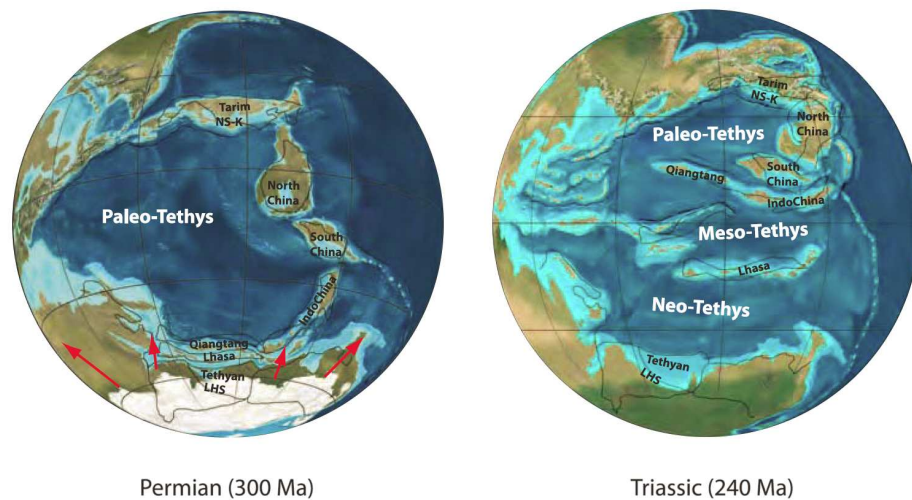 Tarim
NS-K
North
China
Paleo-Tethys
South
China
IndoChina
Qiangtang
Lhasa
Tethyan
LHS
Permian (300 Ma)
Tarim
NS-K
North
China
Paleo-Tethys
South
China
Qiangtang
IndoChina
Meso-Tethys
Lhasa
Neo-Tethys
Tethyan
LHS
Triassic (240 Ma)